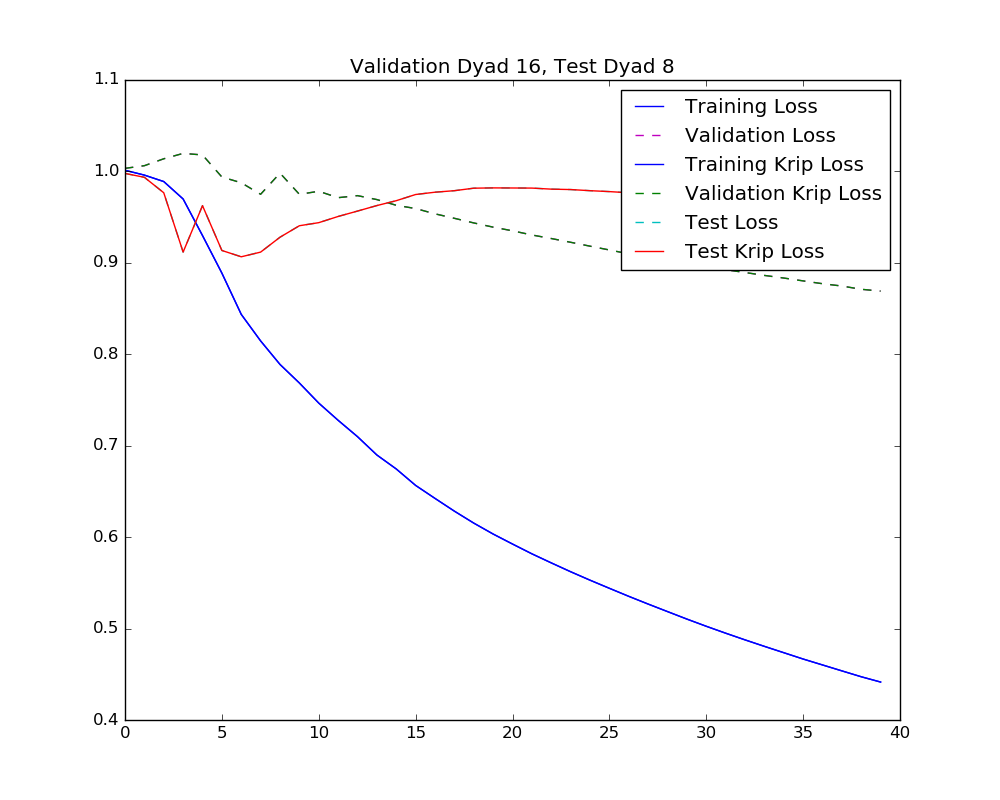 Validation Dyad 16, Test Dyad 8
1.1
1.0
0.9
0.8
0.7
0.6
0.5
0.4
Training Loss
Validation Loss
Training Krip Loss
Validation Krip Loss
Test Loss
Test Krip Loss
0 5 10 15 20 25 30 35 40